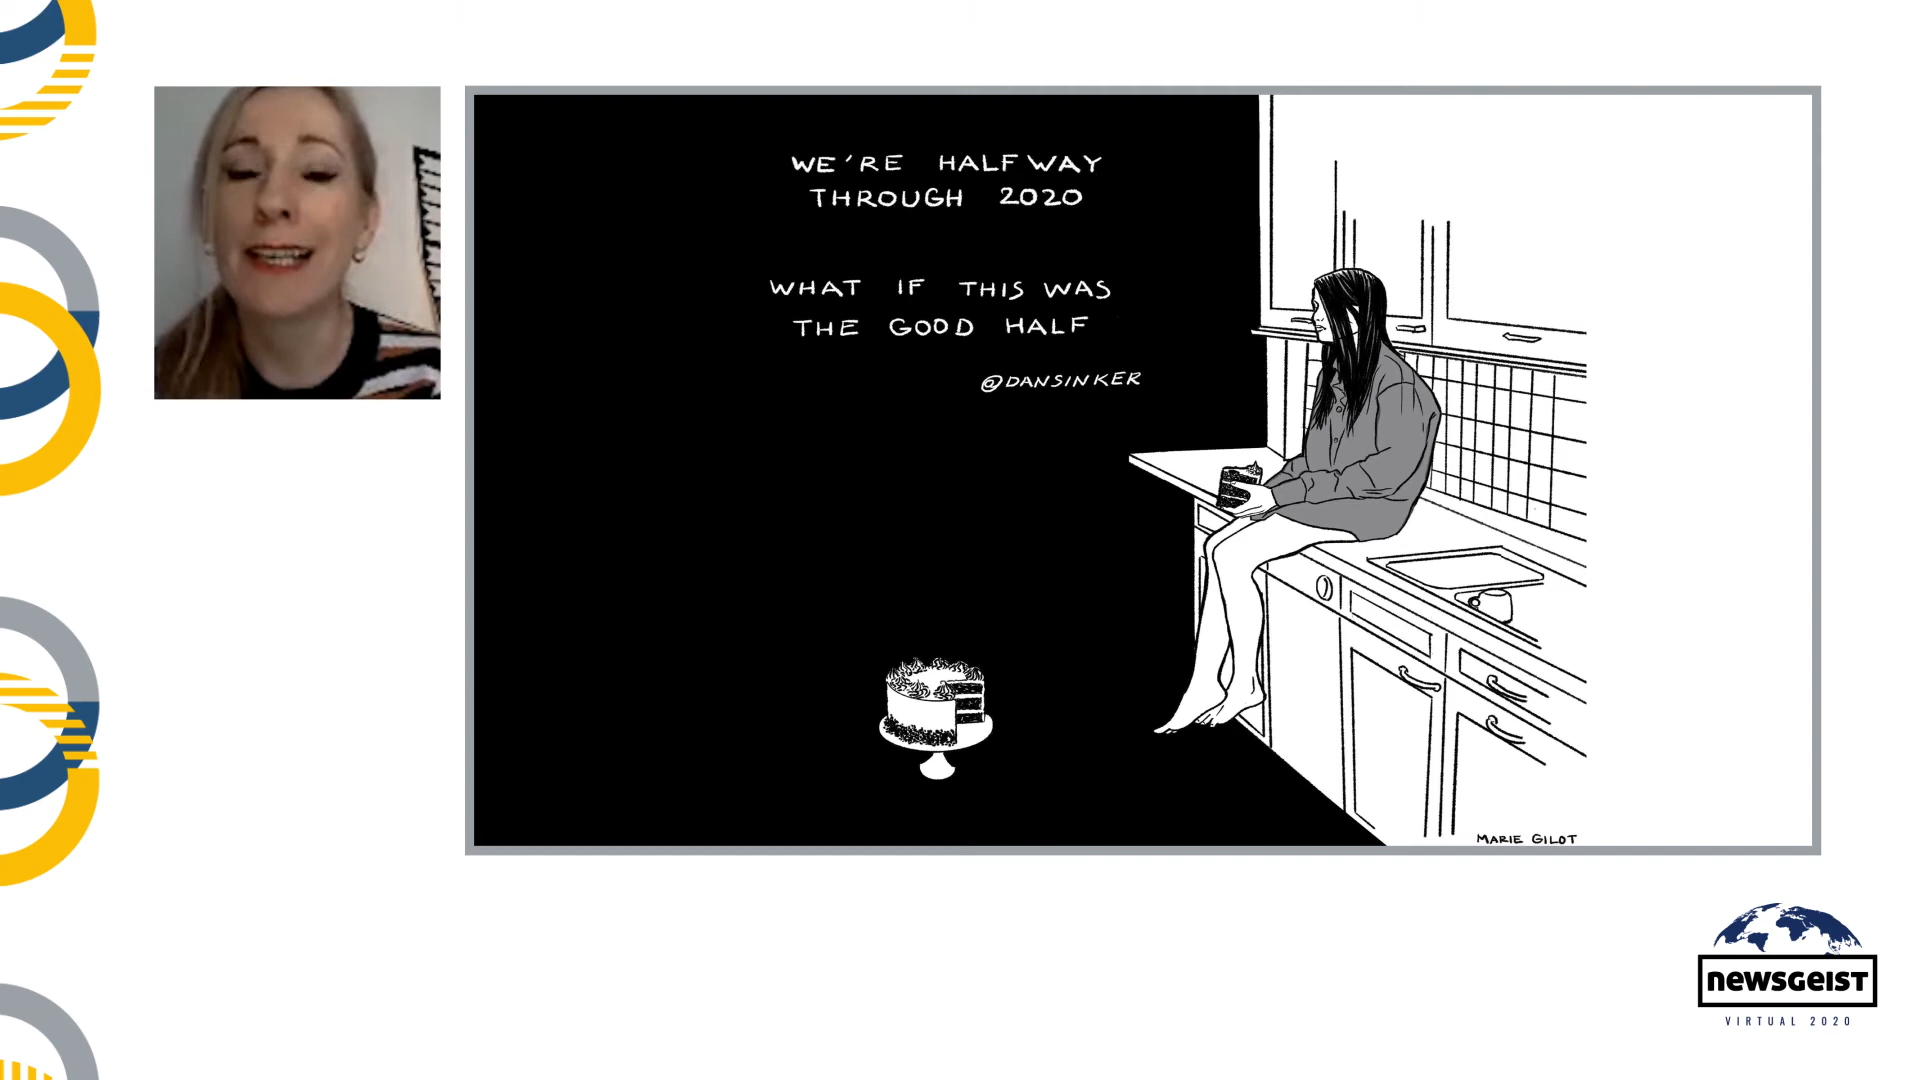 WE'RE HALFWAY
THROUGH 2020
WHAT IF THIS WAS
THE GOOD HALF
@DANSINKER
MARIE GILOT
newsGeist
VIRTUAL 2020